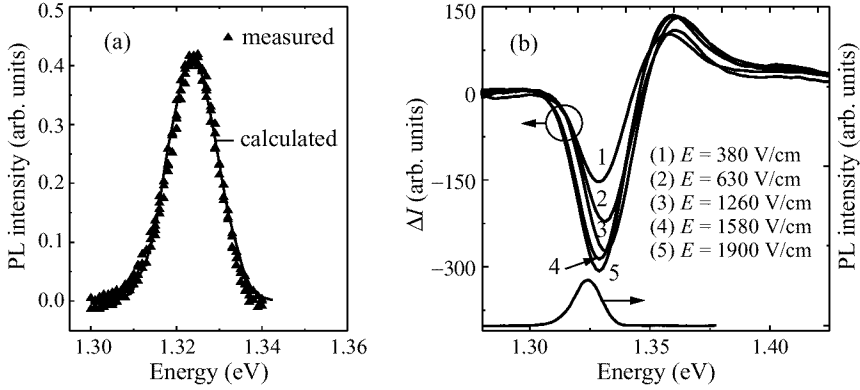 (a)
▲ measured
calculated
PL intensity (arb. units)
0.5
0.4
0.3
0.2
0.1
0.0
1.30 1.32 1.34 1.36
Energy (eV)
(b)
ΔI (arb. units)
150
0
−150
−300
1
2
3
4
5
(1) E = 380 V/cm
(2) E = 630 V/cm
(3) E = 1260 V/cm
(4) E = 1580 V/cm
(5) E = 1900 V/cm
1.30 1.35 1.40
Energy (eV)
PL intensity (arb. units)